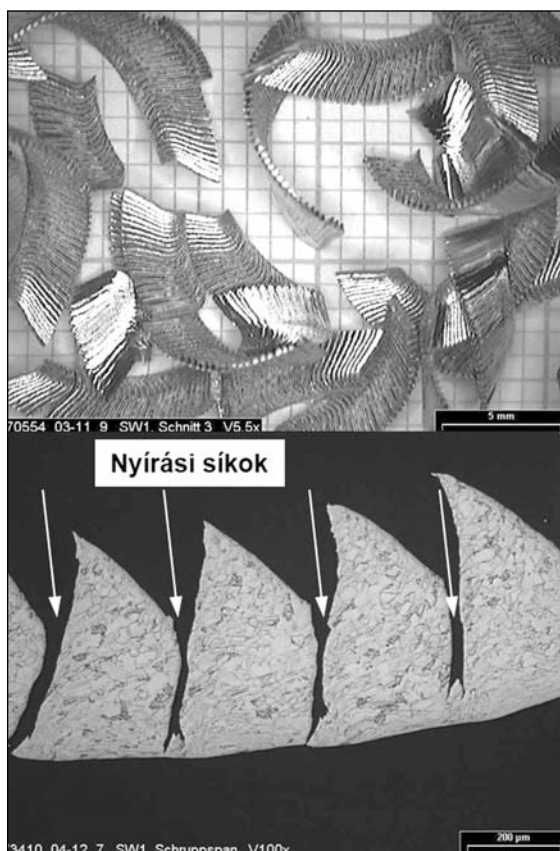 5 mm
70554 03-11 9 SW1, Schnitt 3 V5.5x
Nyírási síkok
200 µm
3410 04-12 7 SW1 Schruppspan V100x